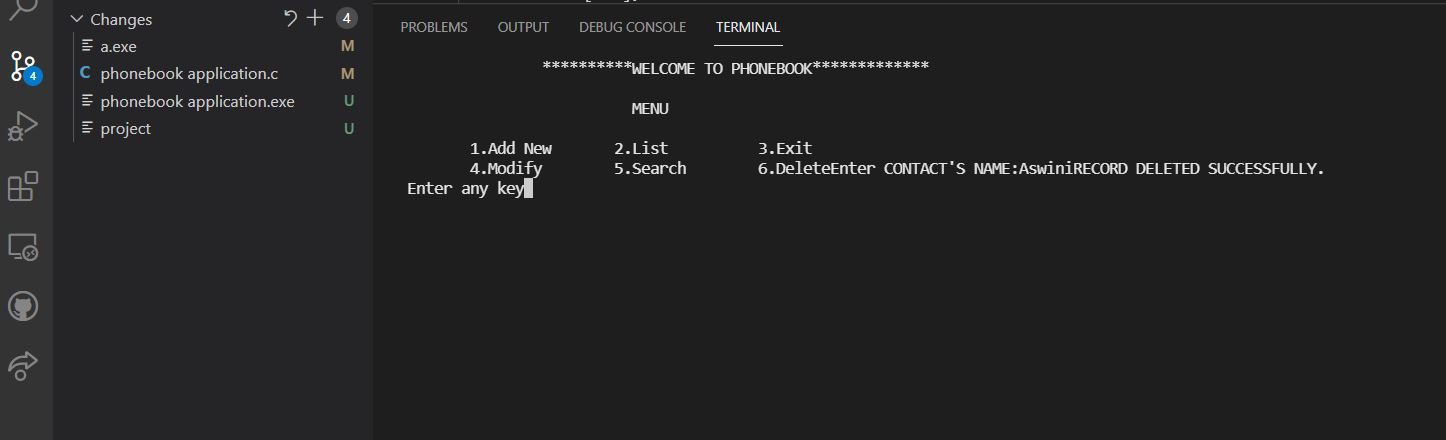 Changes 4
a.exe M
C phonebook application.c M
phonebook application.exe U
project U
4
PROBLEMS OUTPUT DEBUG CONSOLE TERMINAL
**********WELCOME TO PHONEBOOK*************
MENU
1.Add New 2.List 3.Exit
4.Modify 5.Search 6.DeleteEnter CONTACT'S NAME:AswiniRECORD DELETED SUCCESSFULLY.
Enter any key